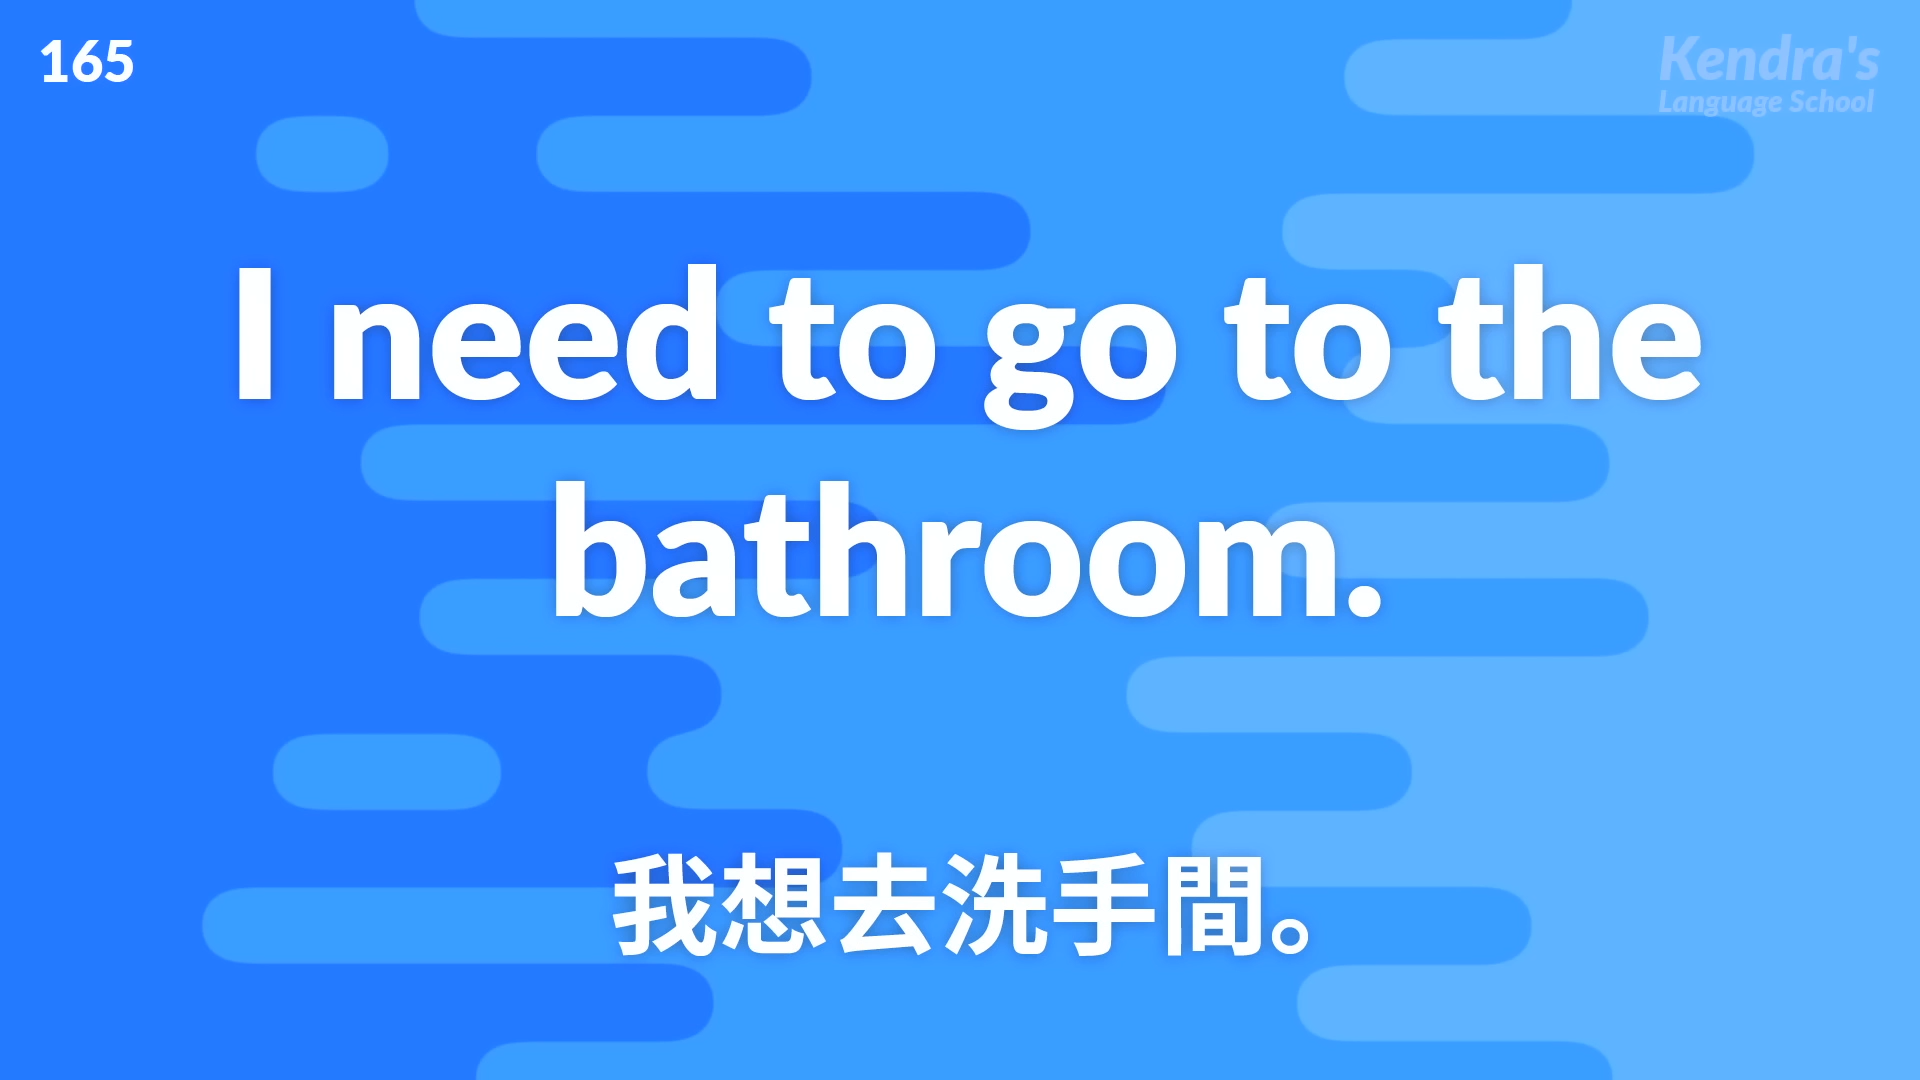 165
Kendra's
Language School
I need to go to the
bathroom.
我想去洗手間。